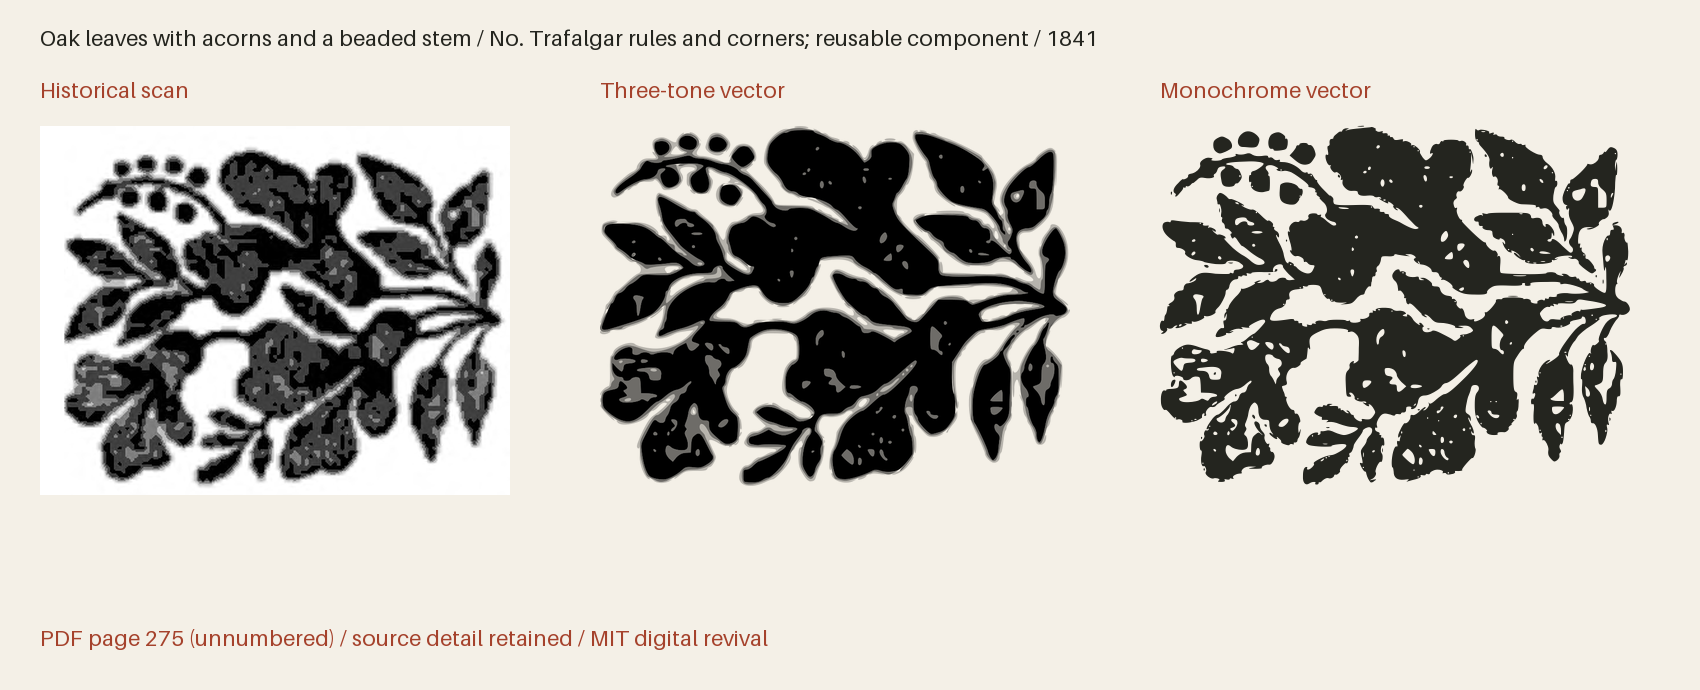 Oak leaves with acorns and a beaded stem / No. Trafalgar rules and corners; reusable component / 1841
Historical scan
Three-tone vector
Monochrome vector
PDF page 275 (unnumbered) / source detail retained / MIT digital revival